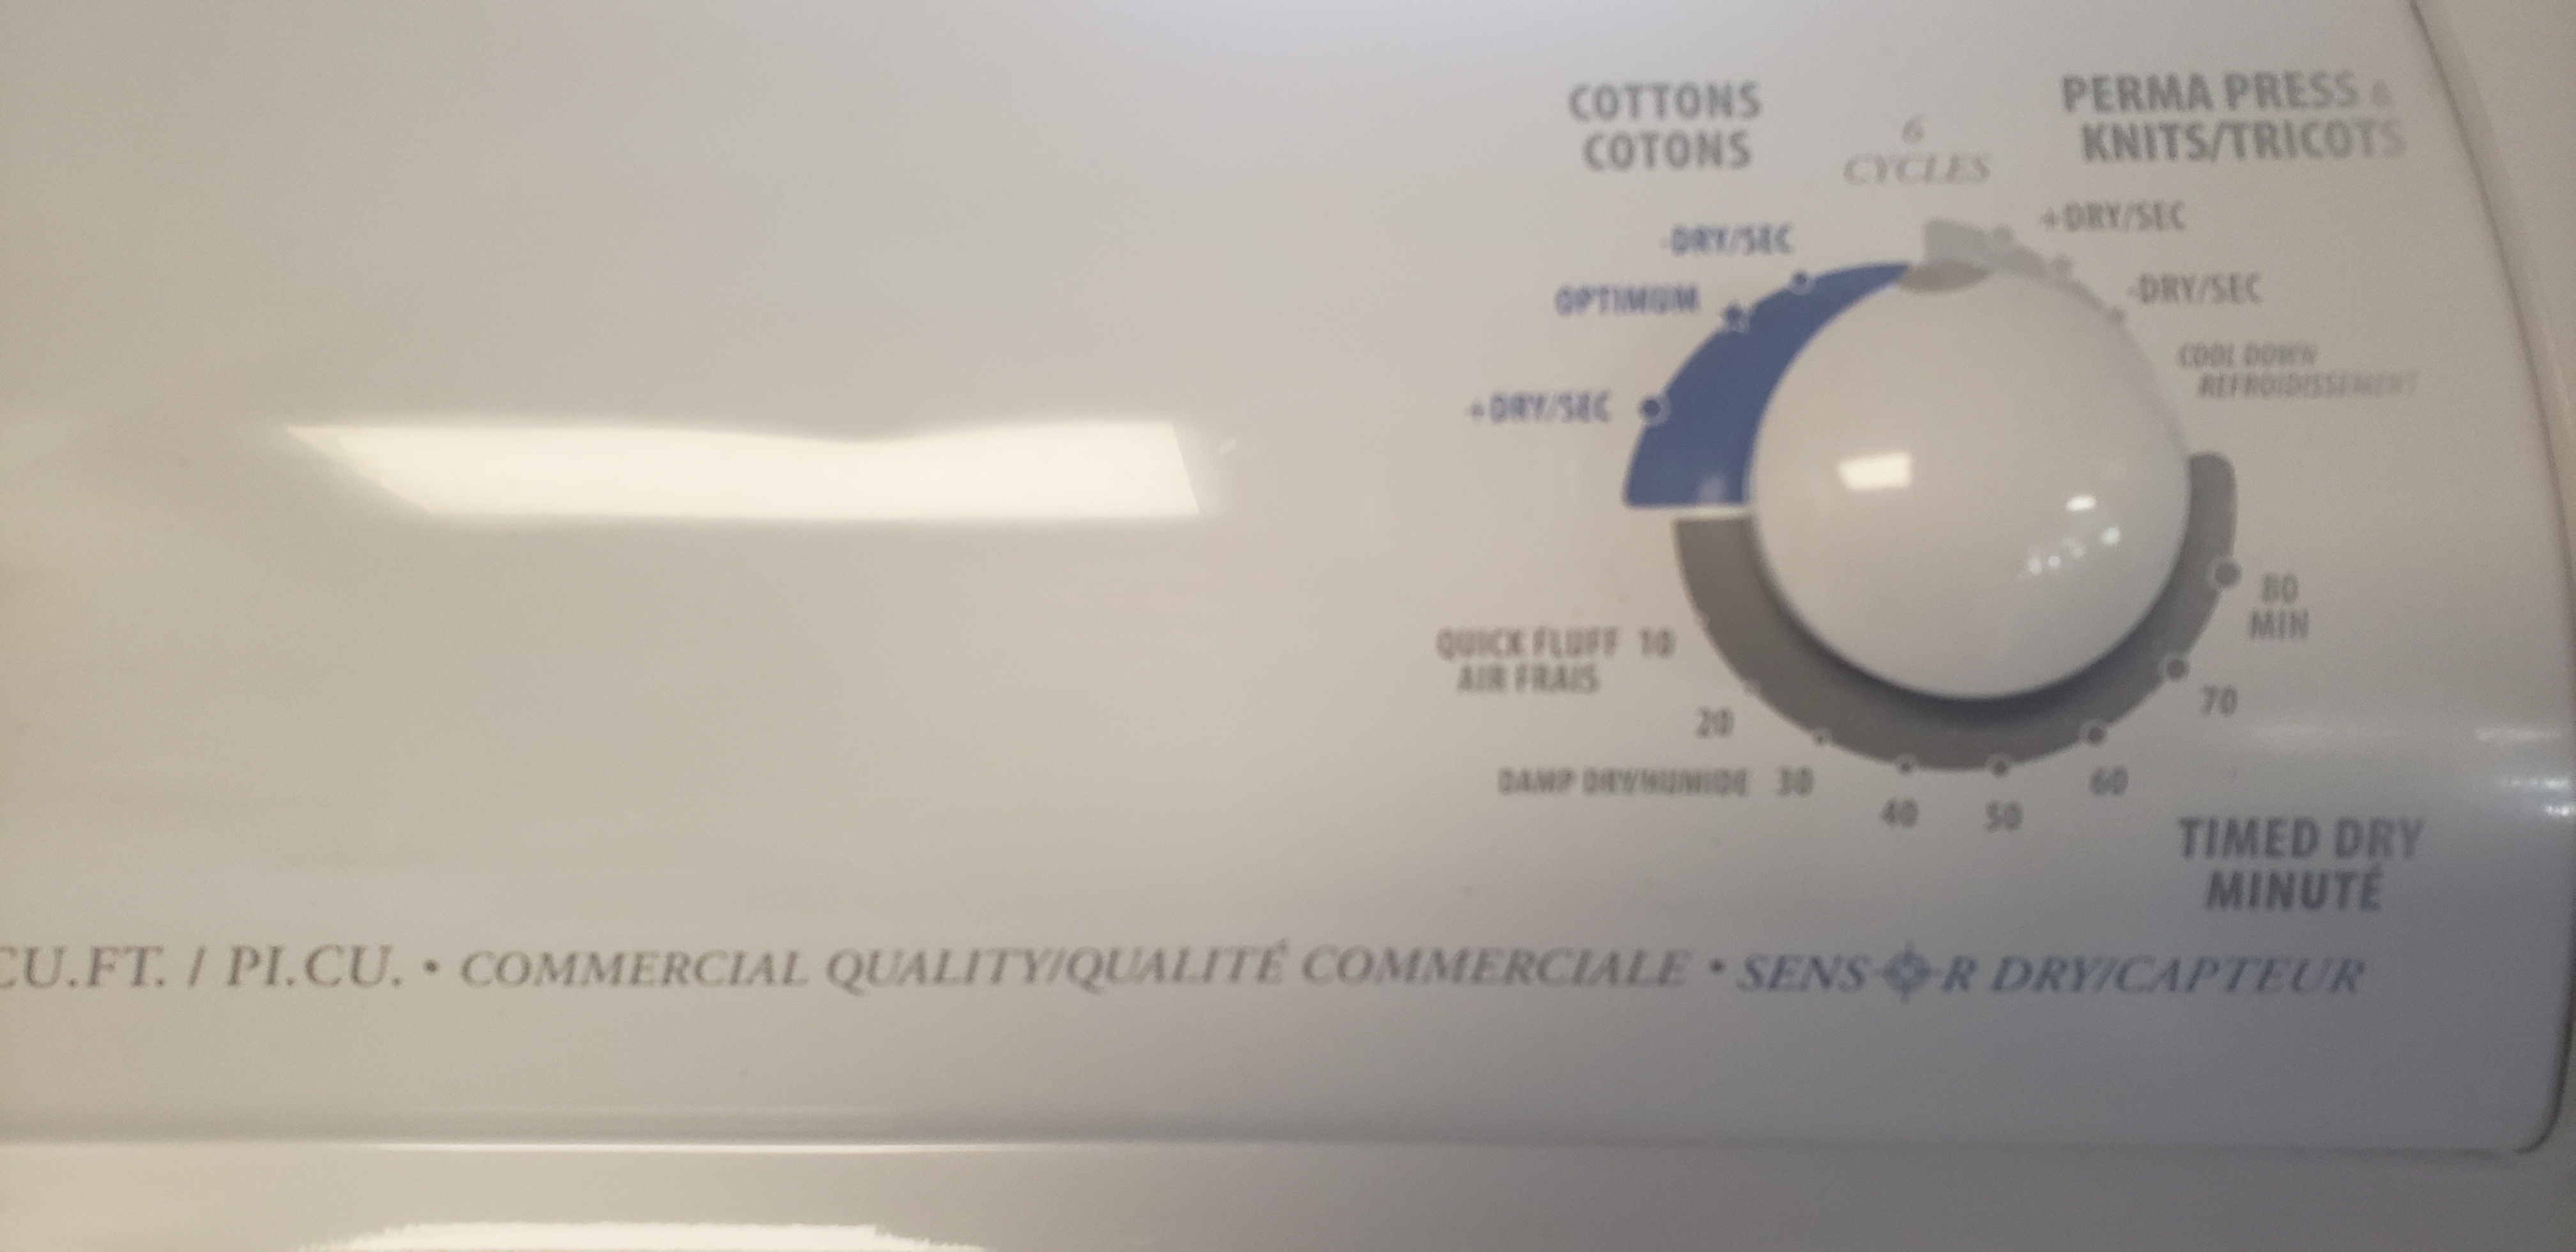 COTTONS
COTONS
6
CYCLES
PERMA PRESS &
KNITS/TRICOTS
-DRY/SEC
OPTIMUM
+DRY/SEC
+DRY/SEC
-DRY/SEC
COOL DOWN
REFROIDISSEMENT
80
MIN
70
60
50
40
DAMP DRY/HUMIDE 30
20
QUICK FLUFF 10
AIR FRAIS
TIMED DRY
MINUTÉ
CU.FT. / PI.CU. • COMMERCIAL QUALITY/QUALITÉ COMMERCIALE • SENSOR DRY/CAPTEUR